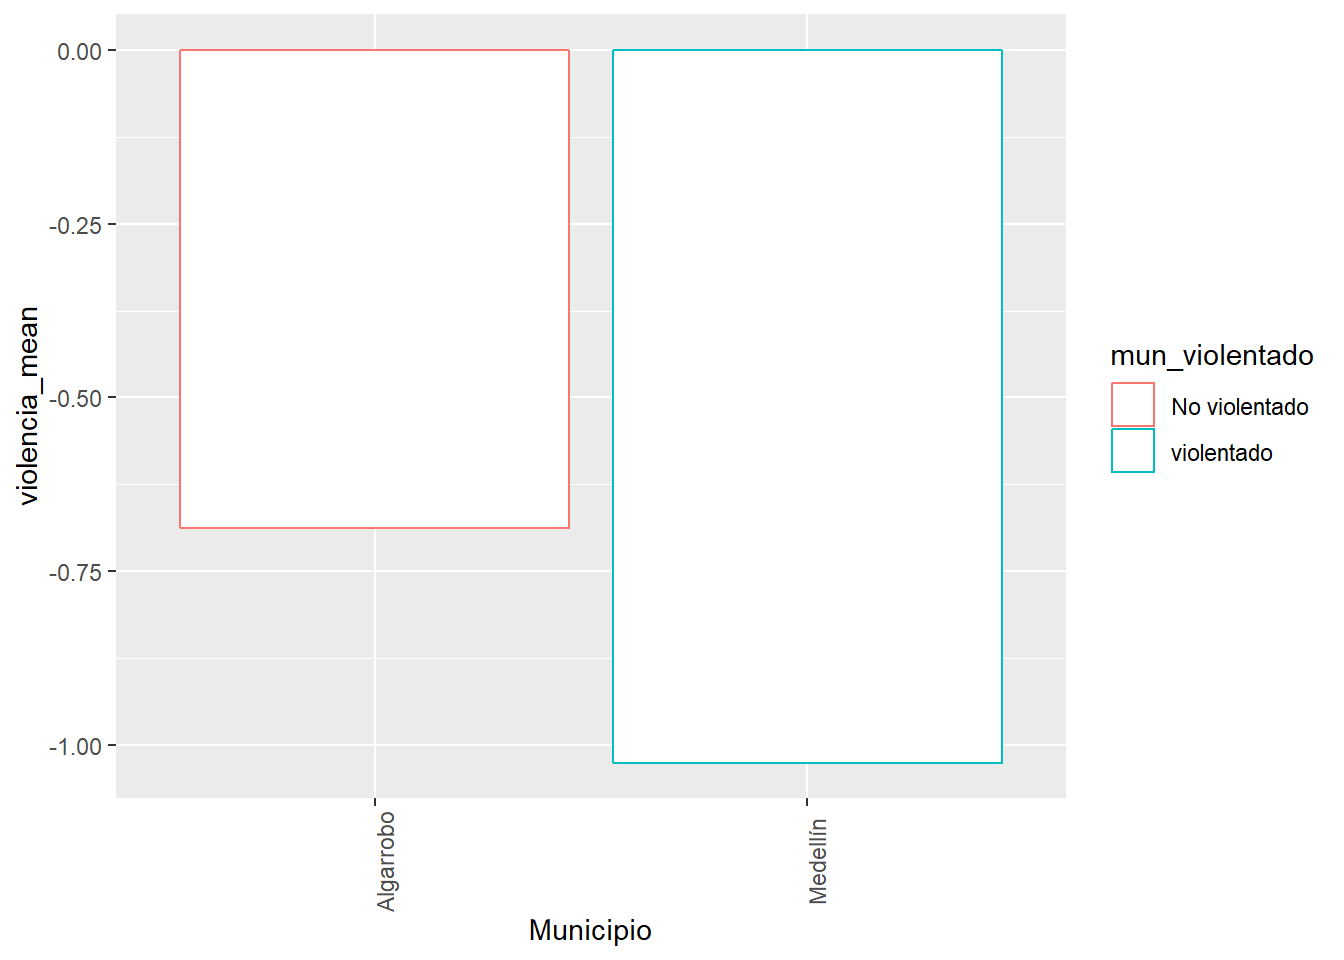 0.00
-0.25
-0.50
-0.75
-1.00
violencia_mean
Algarrobo
Medellín
Municipio
mun_violentado
No violentado
violentado